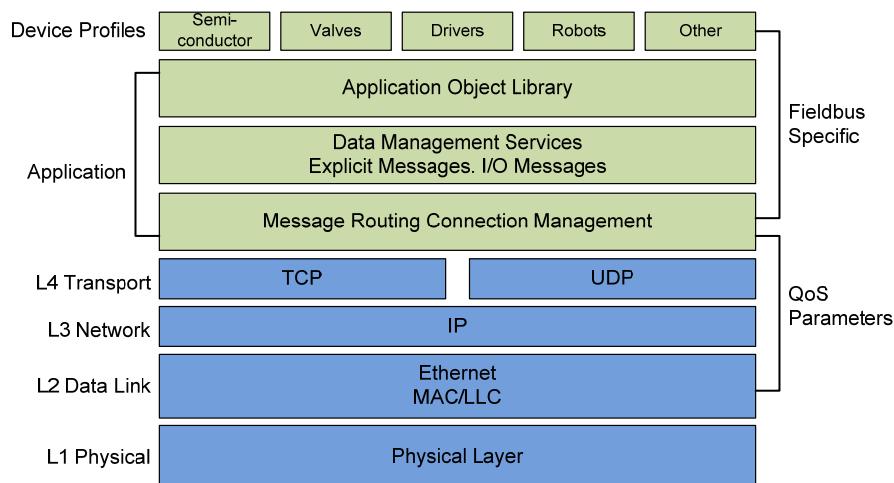 Device Profiles
Semi-
conductor
Valves
Drivers
Robots
Other
Application Object Library
Fieldbus
Specific
Data Management Services
Explicit Messages. I/O Messages
Application
Message Routing Connection Management
L4 Transport
TCP
UDP
QoS
Parameters
L3 Network
IP
L2 Data Link
Ethernet
MAC/LLC
L1 Physical
Physical Layer